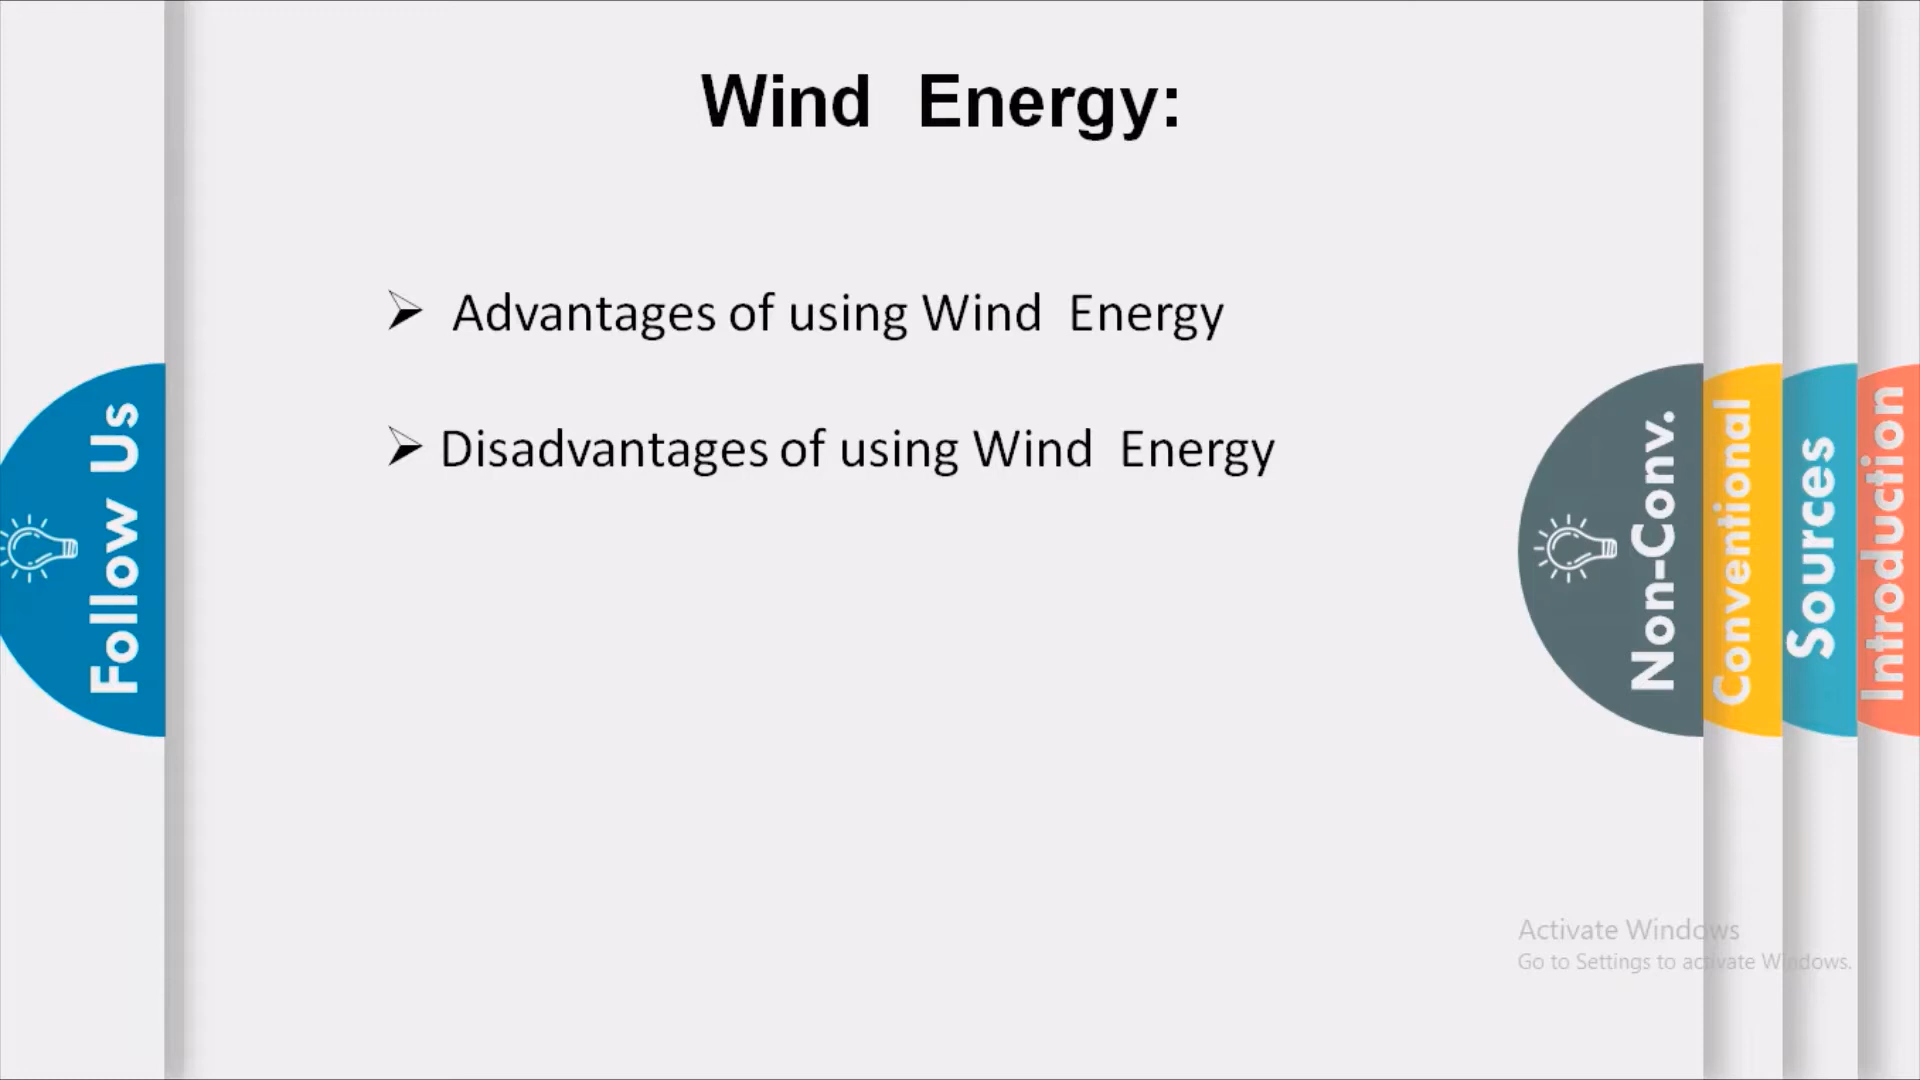 Wind Energy:
Advantages of using Wind Energy
Disadvantages of using Wind Energy
Follow Us
Non-Conv.
Conventional
Sources
Introduction
Activate Windows
Go to Settings to activate Windows.